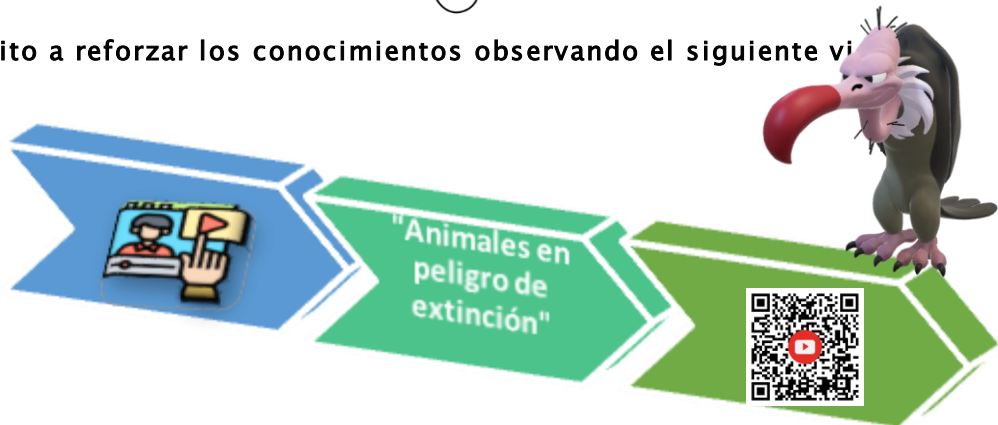 ito a reforzar los conocimientos observando el siguiente vi
"Animales en
peligro de
extinción"